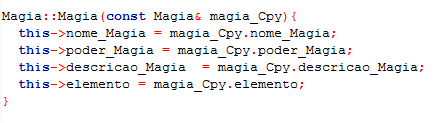 Magia::Magia(const Magia& magia_Cpy){
  this->nome_Magia = magia_Cpy.nome_Magia;
  this->poder_Magia = magia_Cpy.poder_Magia;
  this->descricao_Magia  = magia_Cpy.descricao_Magia;
  this->elemento = magia_Cpy.elemento;
}